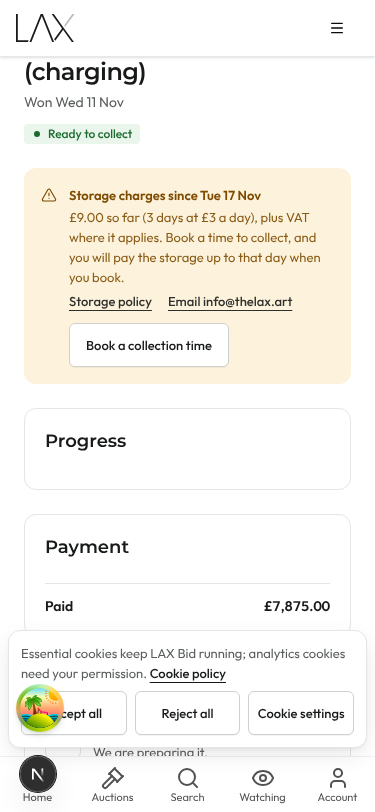 LAX
(charging)
Won Wed 11 Nov
Ready to collect
Storage charges since Tue 17 Nov
£9.00 so far (3 days at £3 a day), plus VAT
where it applies. Book a time to collect, and
you will pay the storage up to that day when
you book.
Storage policy Email info@thelax.art
Book a collection time
Progress
Payment
Paid £7,875.00
Essential cookies keep LAX Bid running; analytics cookies
need your permission. Cookie policy
cept all Reject all Cookie settings
We are preparing it.
N
Home Auctions Search Watching Account